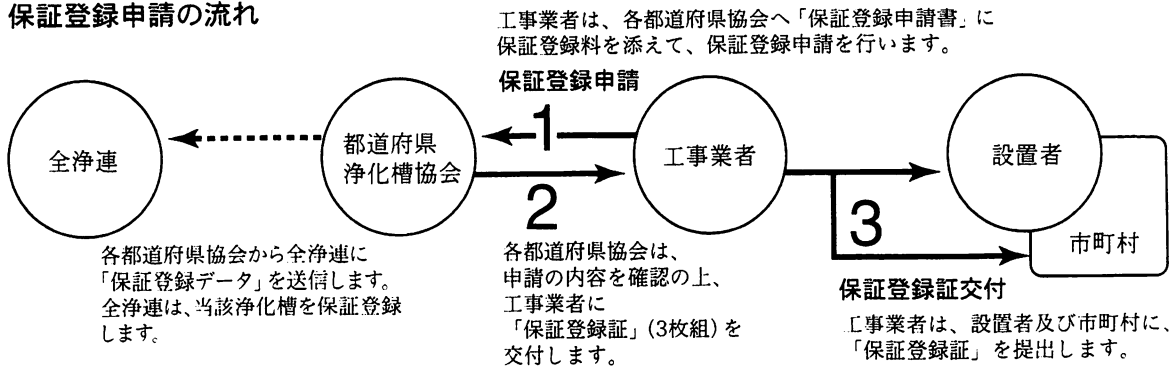 保証登録申請の流れ
工事業者は、各都道府県協会へ「保証登録申請書」に
保証登録料を添えて、保証登録申請を行います。
保証登録申請
全浄連
都道府県
浄化槽協会
1
2
工事業者
3
設置者
市町村
各都道府県協会から全浄連に
「保証登録データ」を送信します。
全浄連は、当該浄化槽を保証登録
します。
各都道府県協会は、
申請の内容を確認の上、
工事業者に
「保証登録証」(3枚組)を
交付します。
保証登録証交付
工事業者は、設置者及び市町村に、
「保証登録証」を提出します。